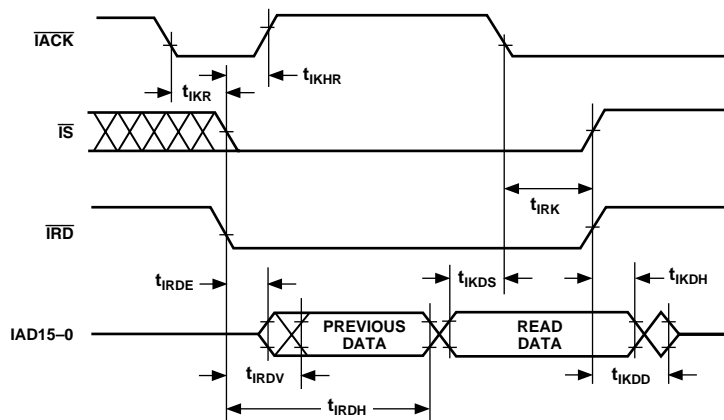 IACK
tIKHR
tIKR
IS
tIRK
IRD
tIRDE
tIKDS
tIKDH
IAD15–0
PREVIOUS
DATA
READ
DATA
tIRDV
tIKDD
tIRDH